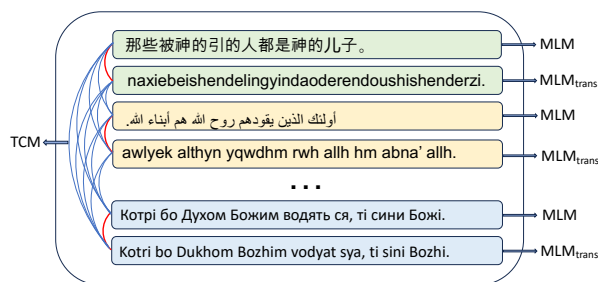 那些被神的引的人都是神的儿子。
MLM
naxiebeishendelingyindaoderendoushishenderzi.
MLMtrans
أولئك الذين يقودهم روح الله هم أبناء الله.
MLM
TCM
awlyek althyn yqwdhm rwh allh hm abna' allh.
MLMtrans
...
Котрі бо Духом Божим водять ся, ті сини Божі.
MLM
Kotri bo Dukhom Bozhim vodyat sya, ti sini Bozhi.
MLMtrans